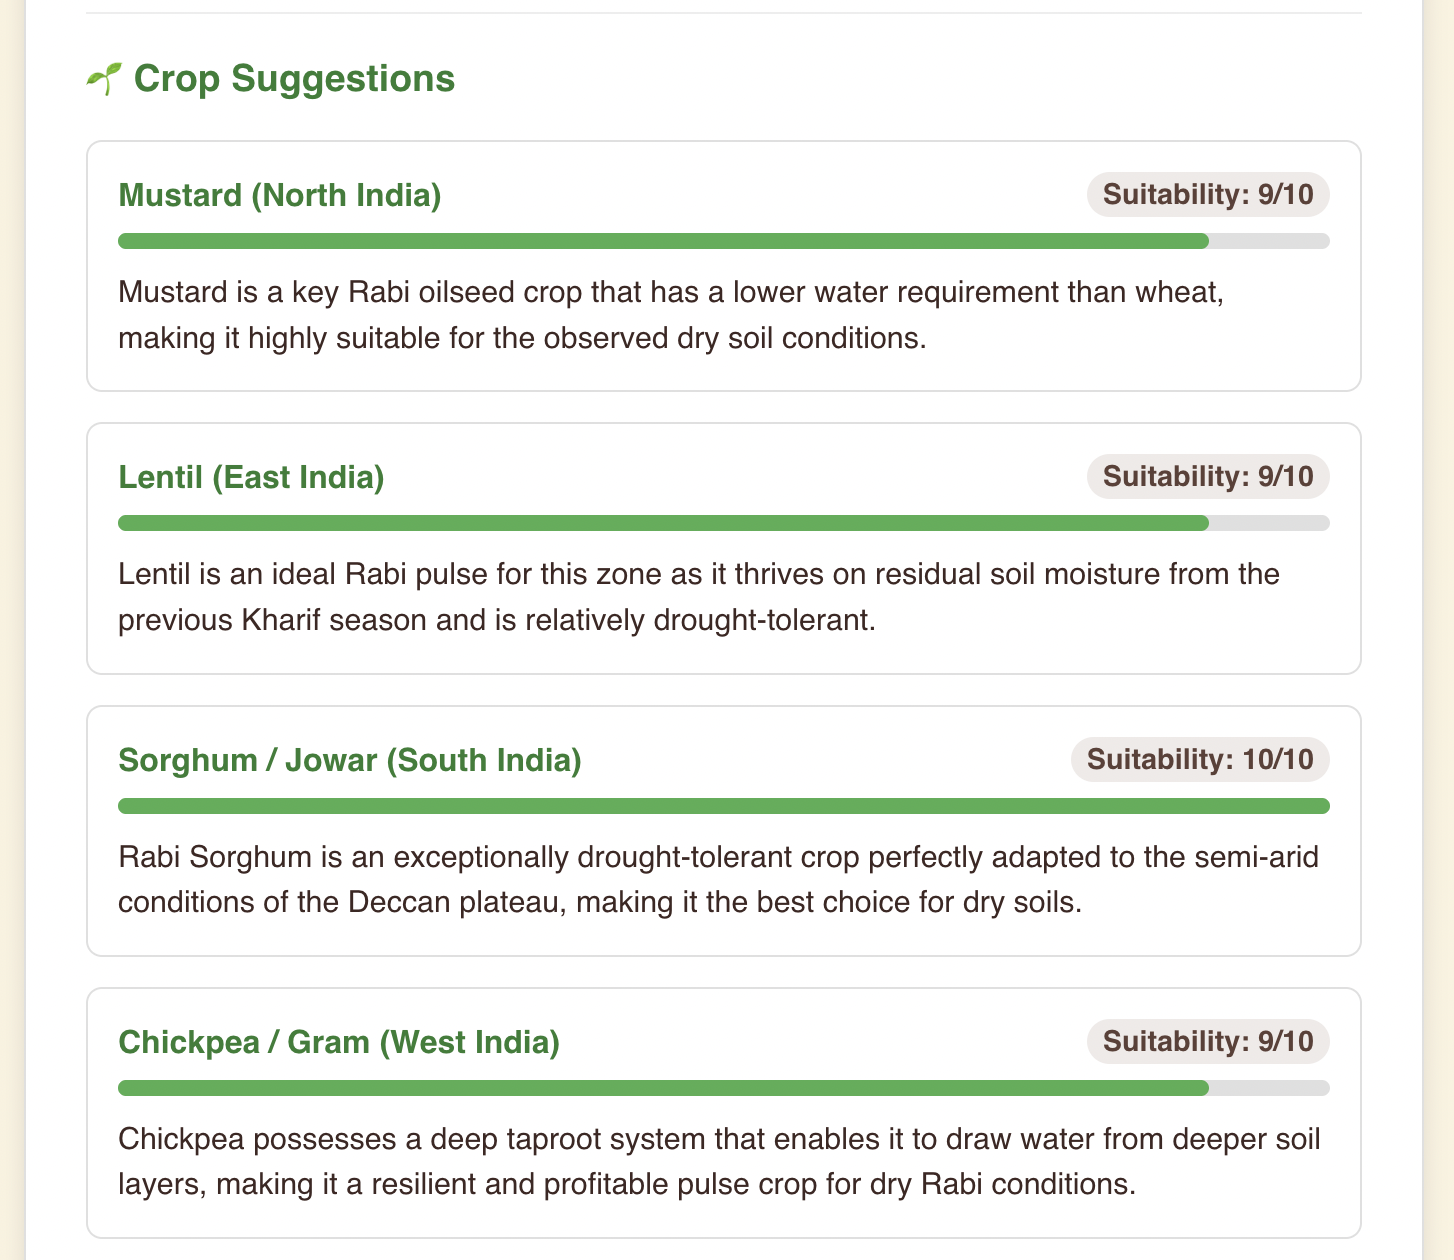 🌱 Crop Suggestions
Mustard (North India)
Suitability: 9/10
Mustard is a key Rabi oilseed crop that has a lower water requirement than wheat,
making it highly suitable for the observed dry soil conditions.
Lentil (East India)
Suitability: 9/10
Lentil is an ideal Rabi pulse for this zone as it thrives on residual soil moisture from the
previous Kharif season and is relatively drought-tolerant.
Sorghum / Jowar (South India)
Suitability: 10/10
Rabi Sorghum is an exceptionally drought-tolerant crop perfectly adapted to the semi-arid
conditions of the Deccan plateau, making it the best choice for dry soils.
Chickpea / Gram (West India)
Suitability: 9/10
Chickpea possesses a deep taproot system that enables it to draw water from deeper soil
layers, making it a resilient and profitable pulse crop for dry Rabi conditions.